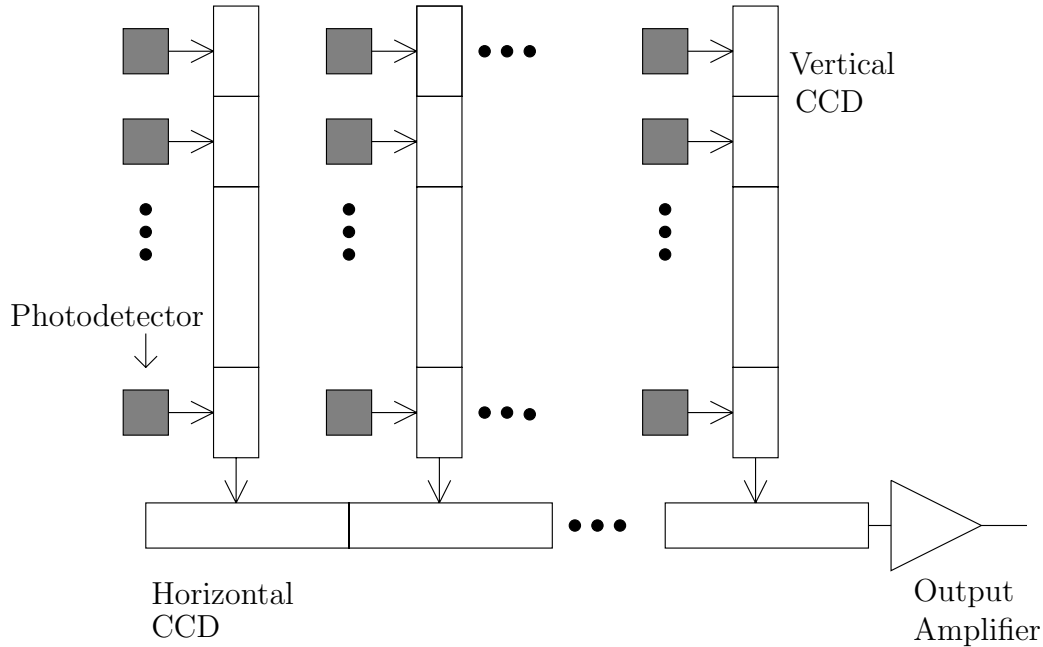 Vertical
CCD
Photodetector
Horizontal
CCD
Output
Amplifier